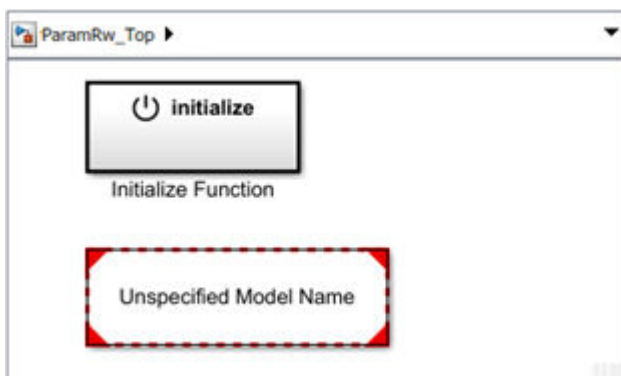 ParamRw_Top
initialize
Initialize Function
Unspecified Model Name